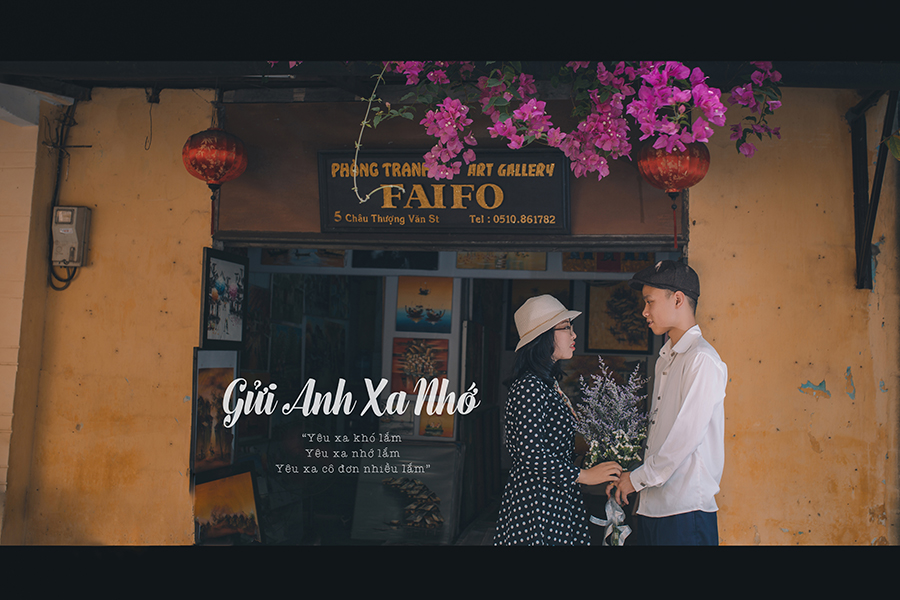 PHÒNG TRANH ART GALLERY
FAIFO
5 Châu Thượng Văn St Tel : 0510.861782
Gửi Anh Xa Nhớ
“Yêu xa khó lắm
Yêu xa nhớ lắm
Yêu xa cô đơn nhiều lắm”